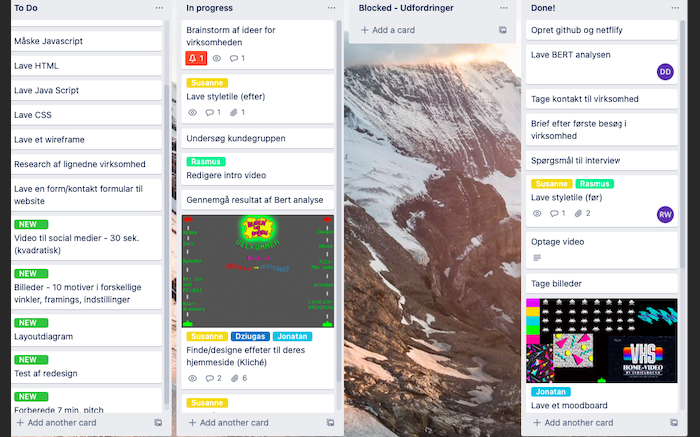 To Do
Måske Javascript
Lave HTML
Lave Java Script
Lave CSS
Lave et wireframe
Research af lignedne virksomhed
Lave en form/kontakt formular til
website
NEW
Video til social medier - 30 sek.
(kvadratisk)
NEW
Billeder - 10 motiver i forskellige
vinkler, framings, indstillinger
NEW
Layoutdiagram
NEW
Test af redesign
NEW
Forberede 7 min. pitch
+ Add another card
In progress
Brainstorm af ideer for
virksomheden
1 1
Susanne
Lave styletile (efter)
1 1
Undersøg kundegruppen
Rasmus
Redigere intro video
Gennemgå resultat af Bert analyse
VELKOMMEN
Susanne Dziugas Jonatan
Finde/designe effeter til deres
hjemmeside (Kliché)
2 6
Susanne
+ Add another card
Blocked - Udfordringer
+ Add a card
Done!
Opret github og netflify
Lave BERT analysen
DD
Tage kontakt til virksomhed
Brief efter første besøg i
virksomhed
Spørgsmål til interview
Susanne Rasmus
Lave styletile (før)
1 2
RW
Optage video
Tage billeder
VHS
HOME-VIDEO
Jonatan
Lave et moodboard
+ Add another card